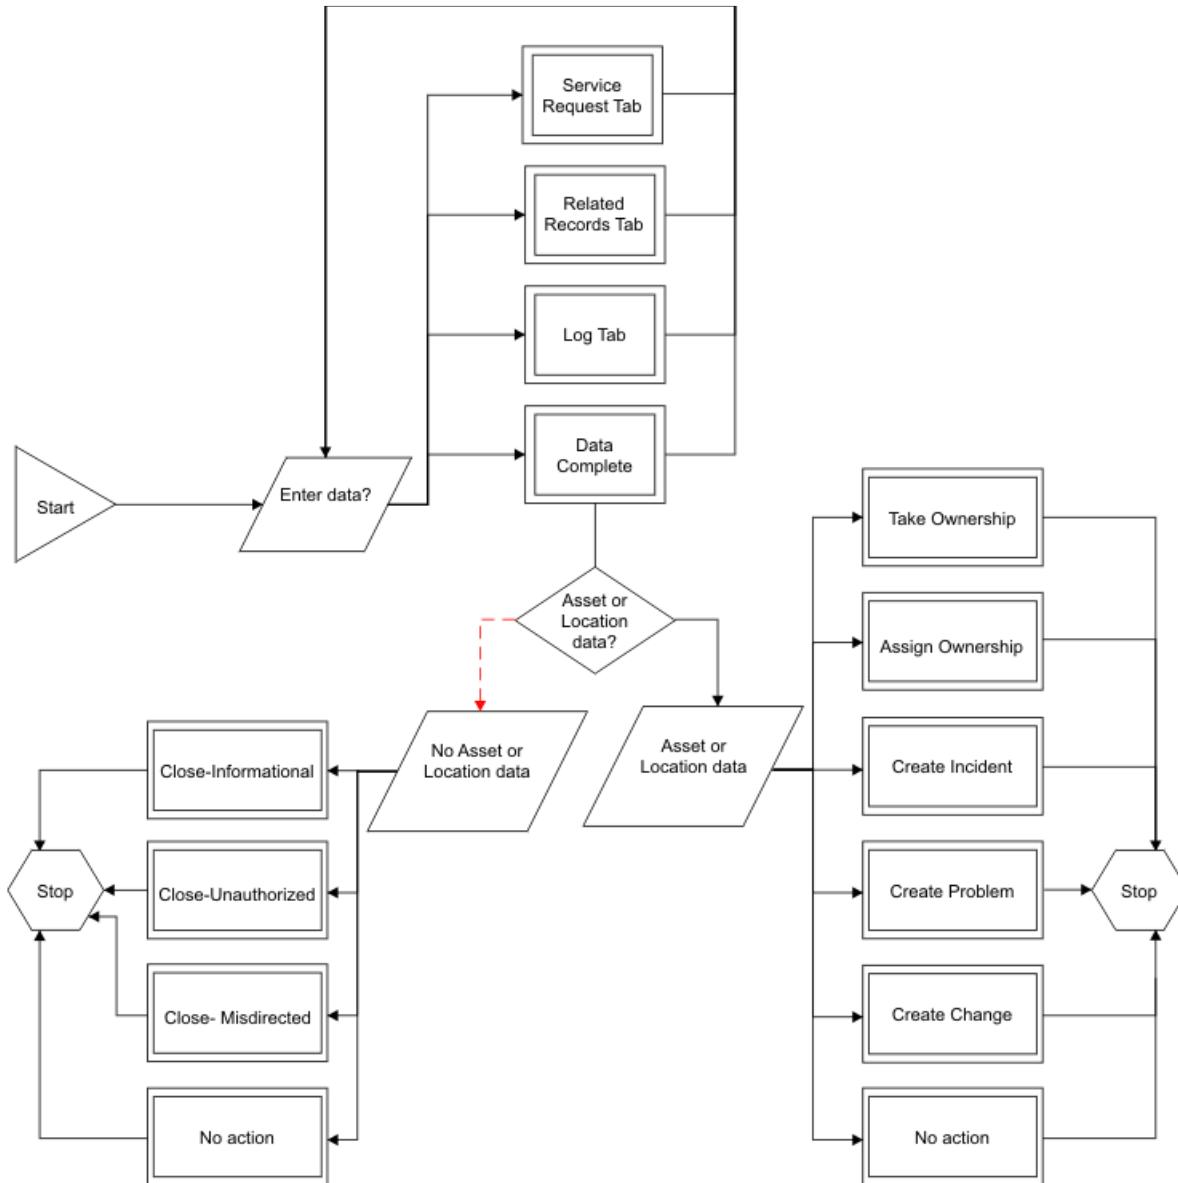 Service
Request Tab
Related
Records Tab
Log Tab
Data
Complete
Start
Enter data?
Asset or
Location
data?
No Asset or
Location data
Asset or
Location data
Close-Informational
Stop
Close-Unauthorized
Close- Misdirected
No action
Take Ownership
Assign Ownership
Create Incident
Create Problem
Stop
Create Change
No action